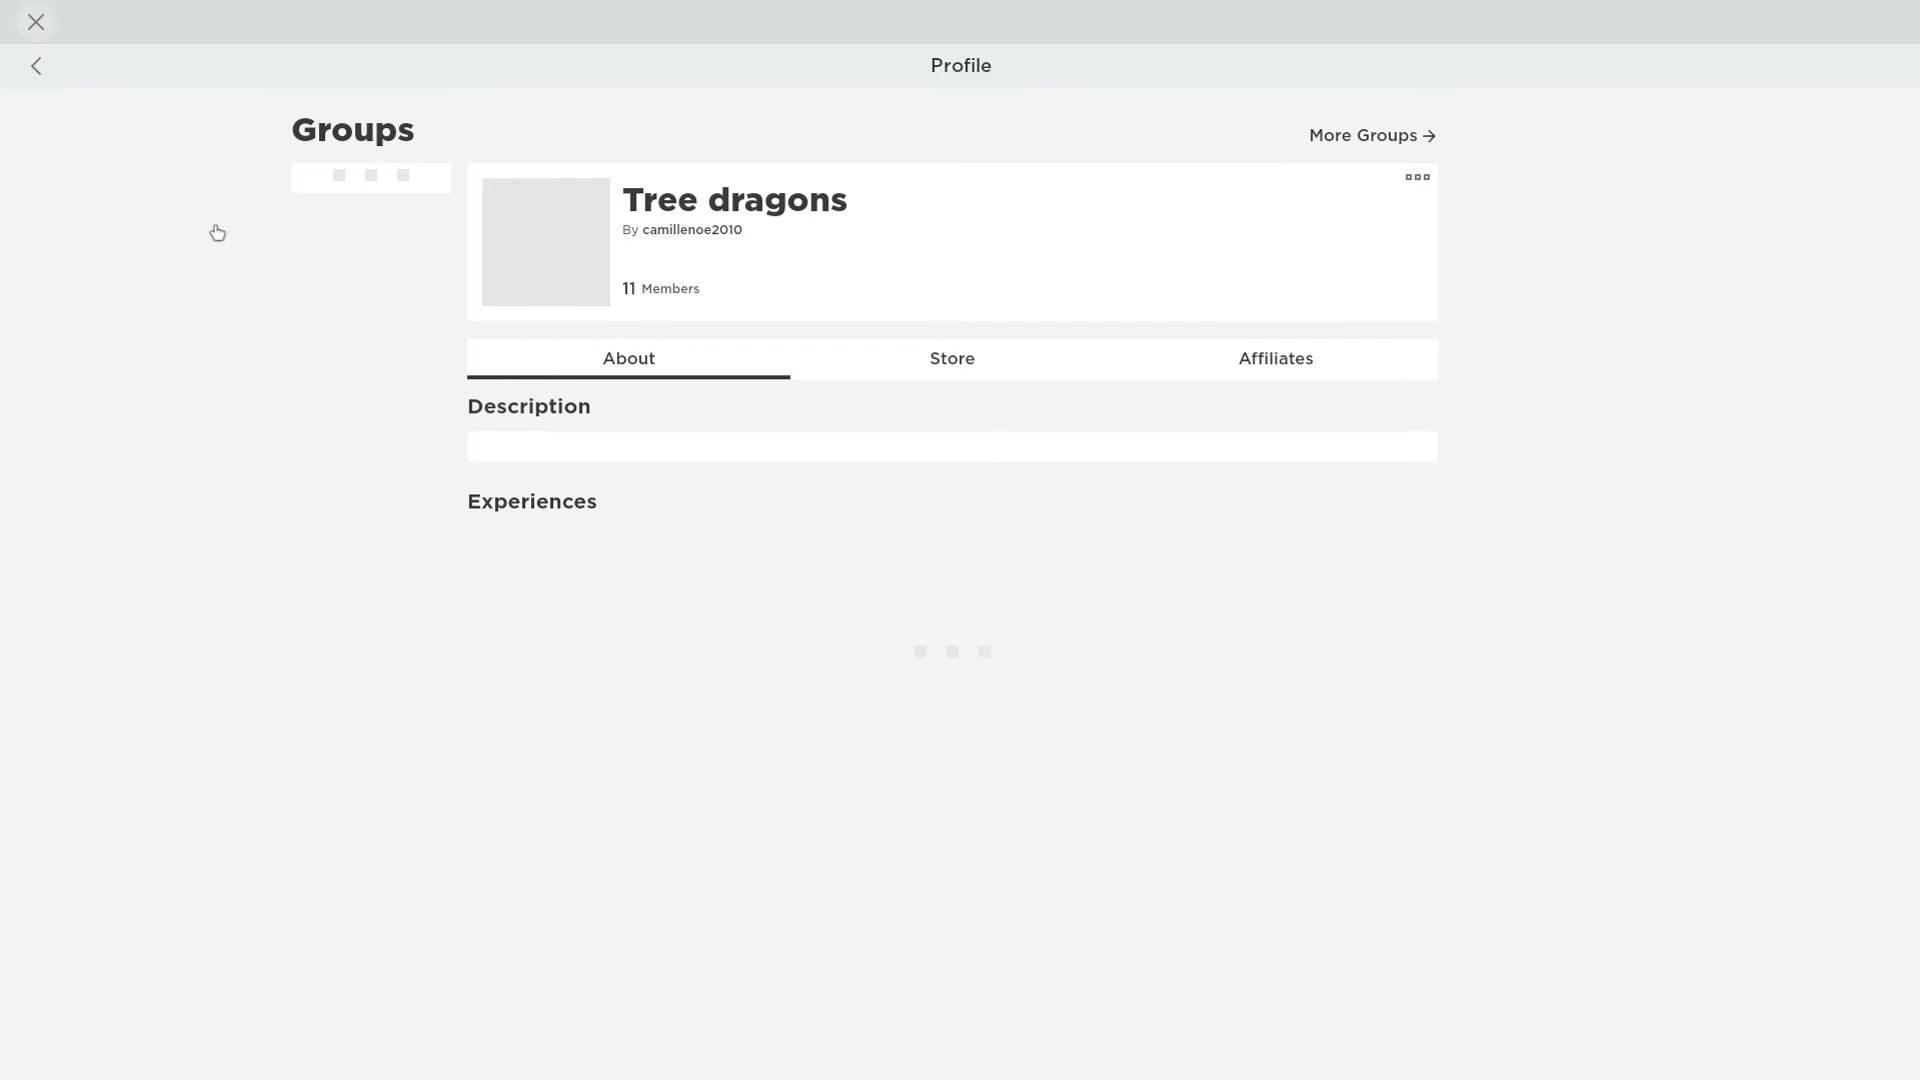 Profile
Groups
More Groups →
Tree dragons
By camillenoe2010
11 Members
About
Store
Affiliates
Description
Experiences